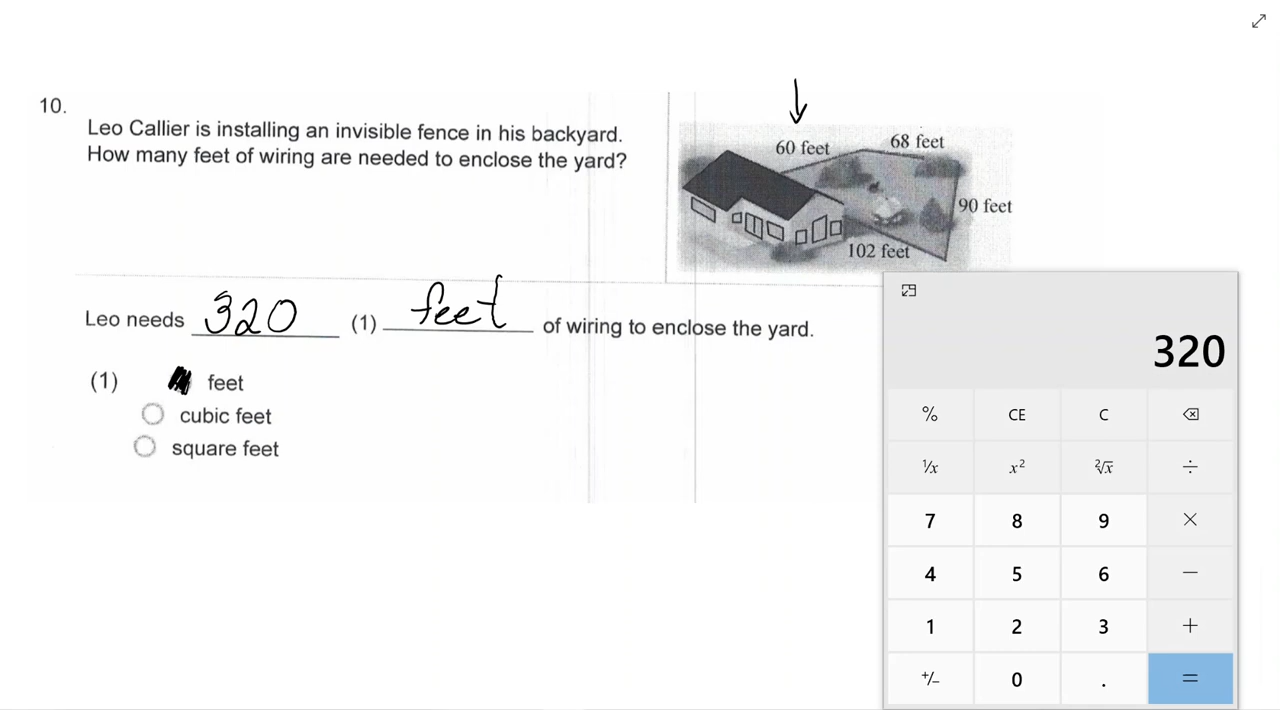 10.
Leo Callier is installing an invisible fence in his backyard.
How many feet of wiring are needed to enclose the yard?
60 feet
68 feet
90 feet
102 feet
Leo needs 320 (1) feet of wiring to enclose the yard.
(1) feet
cubic feet
square feet
320
% CE C ⌫
1/x x² ²√x ÷
7 8 9 ×
4 5 6 −
1 2 3 +
+/− 0 . =